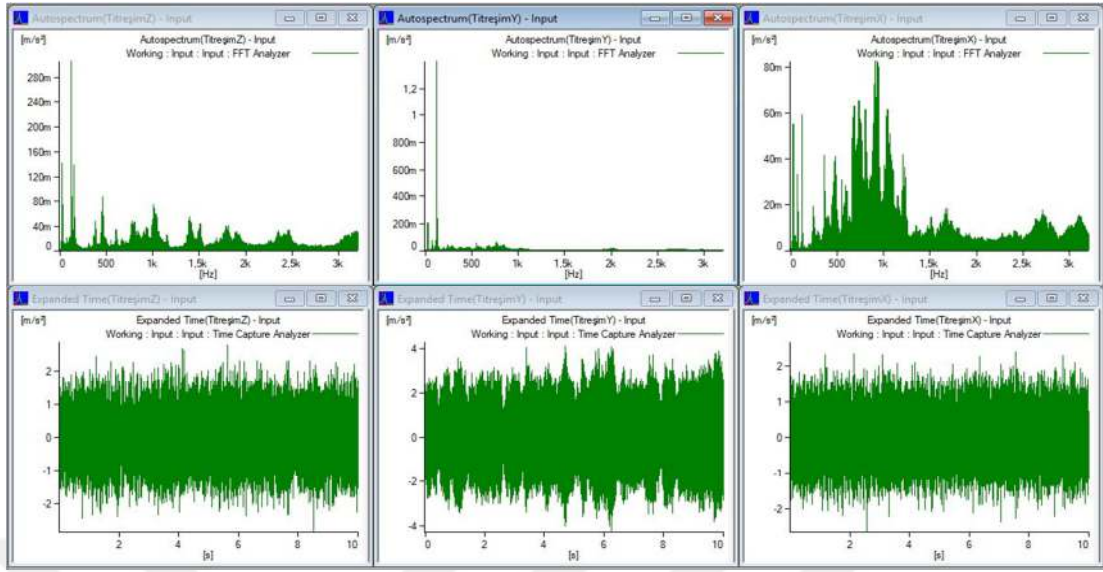 Autospectrum(TitreşimZ) - Input
[m/s²]
Autospectrum(TitreşimZ) - Input
Working : Input : Input : FFT Analyzer
280m
240m
200m
160m
120m
80m
40m
0
0 500 1k 1,5k 2k 2,5k 3k
[Hz]
Autospectrum(TitreşimY) - Input
[m/s²]
Autospectrum(TitreşimY) - Input
Working : Input : Input : FFT Analyzer
1,2
1
800m
600m
400m
200m
0
0 500 1k 1,5k 2k 2,5k 3k
[Hz]
Autospectrum(TitreşimX) - Input
[m/s²]
Autospectrum(TitreşimX) - Input
Working : Input : Input : FFT Analyzer
80m
60m
40m
20m
0
0 500 1k 1,5k 2k 2,5k 3k
[Hz]
Expanded Time(TitreşimZ) - Input
[m/s²]
Expanded Time(TitreşimZ) - Input
Working : Input : Input : Time Capture Analyzer
2
1
0
-1
-2
2 4 6 8 10
[s]
Expanded Time(TitreşimY) - Input
[m/s²]
Expanded Time(TitreşimY) - Input
Working : Input : Input : Time Capture Analyzer
4
2
0
-2
-4
0 2 4 6 8 10
[s]
Expanded Time(TitreşimX) - Input
[m/s²]
Expanded Time(TitreşimX) - Input
Working : Input : Input : Time Capture Analyzer
2
1
0
-1
-2
2 4 6 8 10
[s]